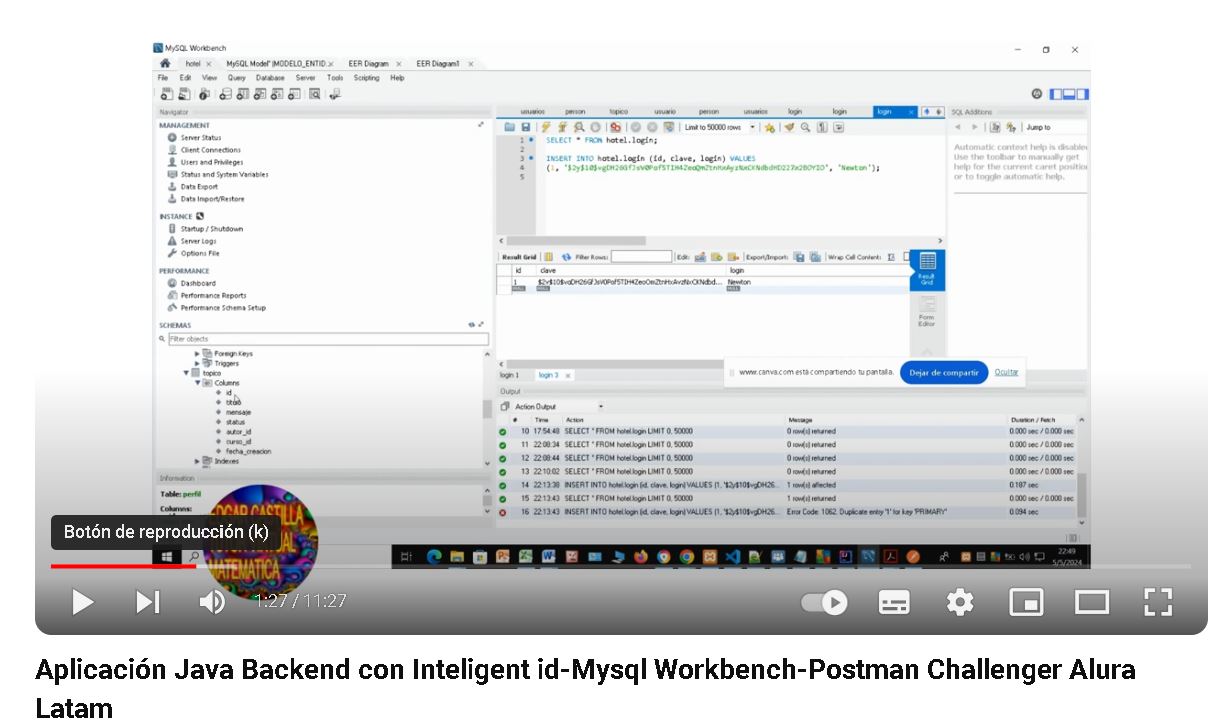 MySQL Workbench
hotel MySQL Model* (MODELO_ENTID... EER Diagram EER Diagram1
File Edit View Query Database Server Tools Scripting Help
Navigator
MANAGEMENT
Server Status
Client Connections
Users and Privileges
Status and System Variables
Data Export
Data Import/Restore
INSTANCE
Startup / Shutdown
Server Logs
Options File
PERFORMANCE
Dashboard
Performance Reports
Performance Schema Setup
SCHEMAS
Filter objects
Foreign Keys
Triggers
topico
Columns
id
titulo
mensaje
status
autor_id
curso_id
fecha_creacion
Indexes
Information
Table: perfil
Columns:
usuarios person topico usuario person usuarios login login login
Limit to 50000 rows
1 SELECT * FROM hotel.login;
2
3 INSERT INTO hotel.login (id, clave, login) VALUES
4 'Newton');
5
Result Grid Filter Rows: Edit: Export/Import: Wrap Cell Content:
id clave login
1 Newton
NULL NULL NULL
Result Grid
Form Editor
SQL Additions
Jump to
Automatic context help is disabled.
Use the toolbar to manually get
help for the current caret position
or to toggle automatic help.
www.canva.com está compartiendo tu pantalla. Dejar de compartir Ocultar
login 1 login 3
Output
Action Output
# Time Action Message Duration / Fetch
10 17:54:48 SELECT * FROM hotel.login LIMIT 0, 50000 0 row(s) returned 0.000 sec / 0.000 sec
11 22:08:34 SELECT * FROM hotel.login LIMIT 0, 50000 0 row(s) returned 0.000 sec / 0.000 sec
12 22:08:44 SELECT * FROM hotel.login LIMIT 0, 50000 0 row(s) returned 0.000 sec / 0.000 sec
13 22:10:02 SELECT * FROM hotel.login LIMIT 0, 50000 0 row(s) returned 0.000 sec / 0.000 sec
14 22:13:38 INSERT INTO hotel.login (id, clave, login) VALUES (1, '$2y$10$vgDH26... 1 row(s) affected 0.187 sec
15 22:13:43 SELECT * FROM hotel.login LIMIT 0, 50000 1 row(s) returned 0.000 sec / 0.000 sec
16 22:13:43 INSERT INTO hotel.login (id, clave, login) VALUES (1, '$2y$10$vgDH26... Error Code: 1062. Duplicate entry '1' for key 'PRIMARY' 0.094 sec
EDGAR CASTILLA
TUTOR VIRTUAL
MATEMATICA
Botón de reproducción (k)
22:49
5/5/2024
1:27 / 11:27
Aplicación Java Backend con Inteligent id-Mysql Workbench-Postman Challenger Alura
Latam